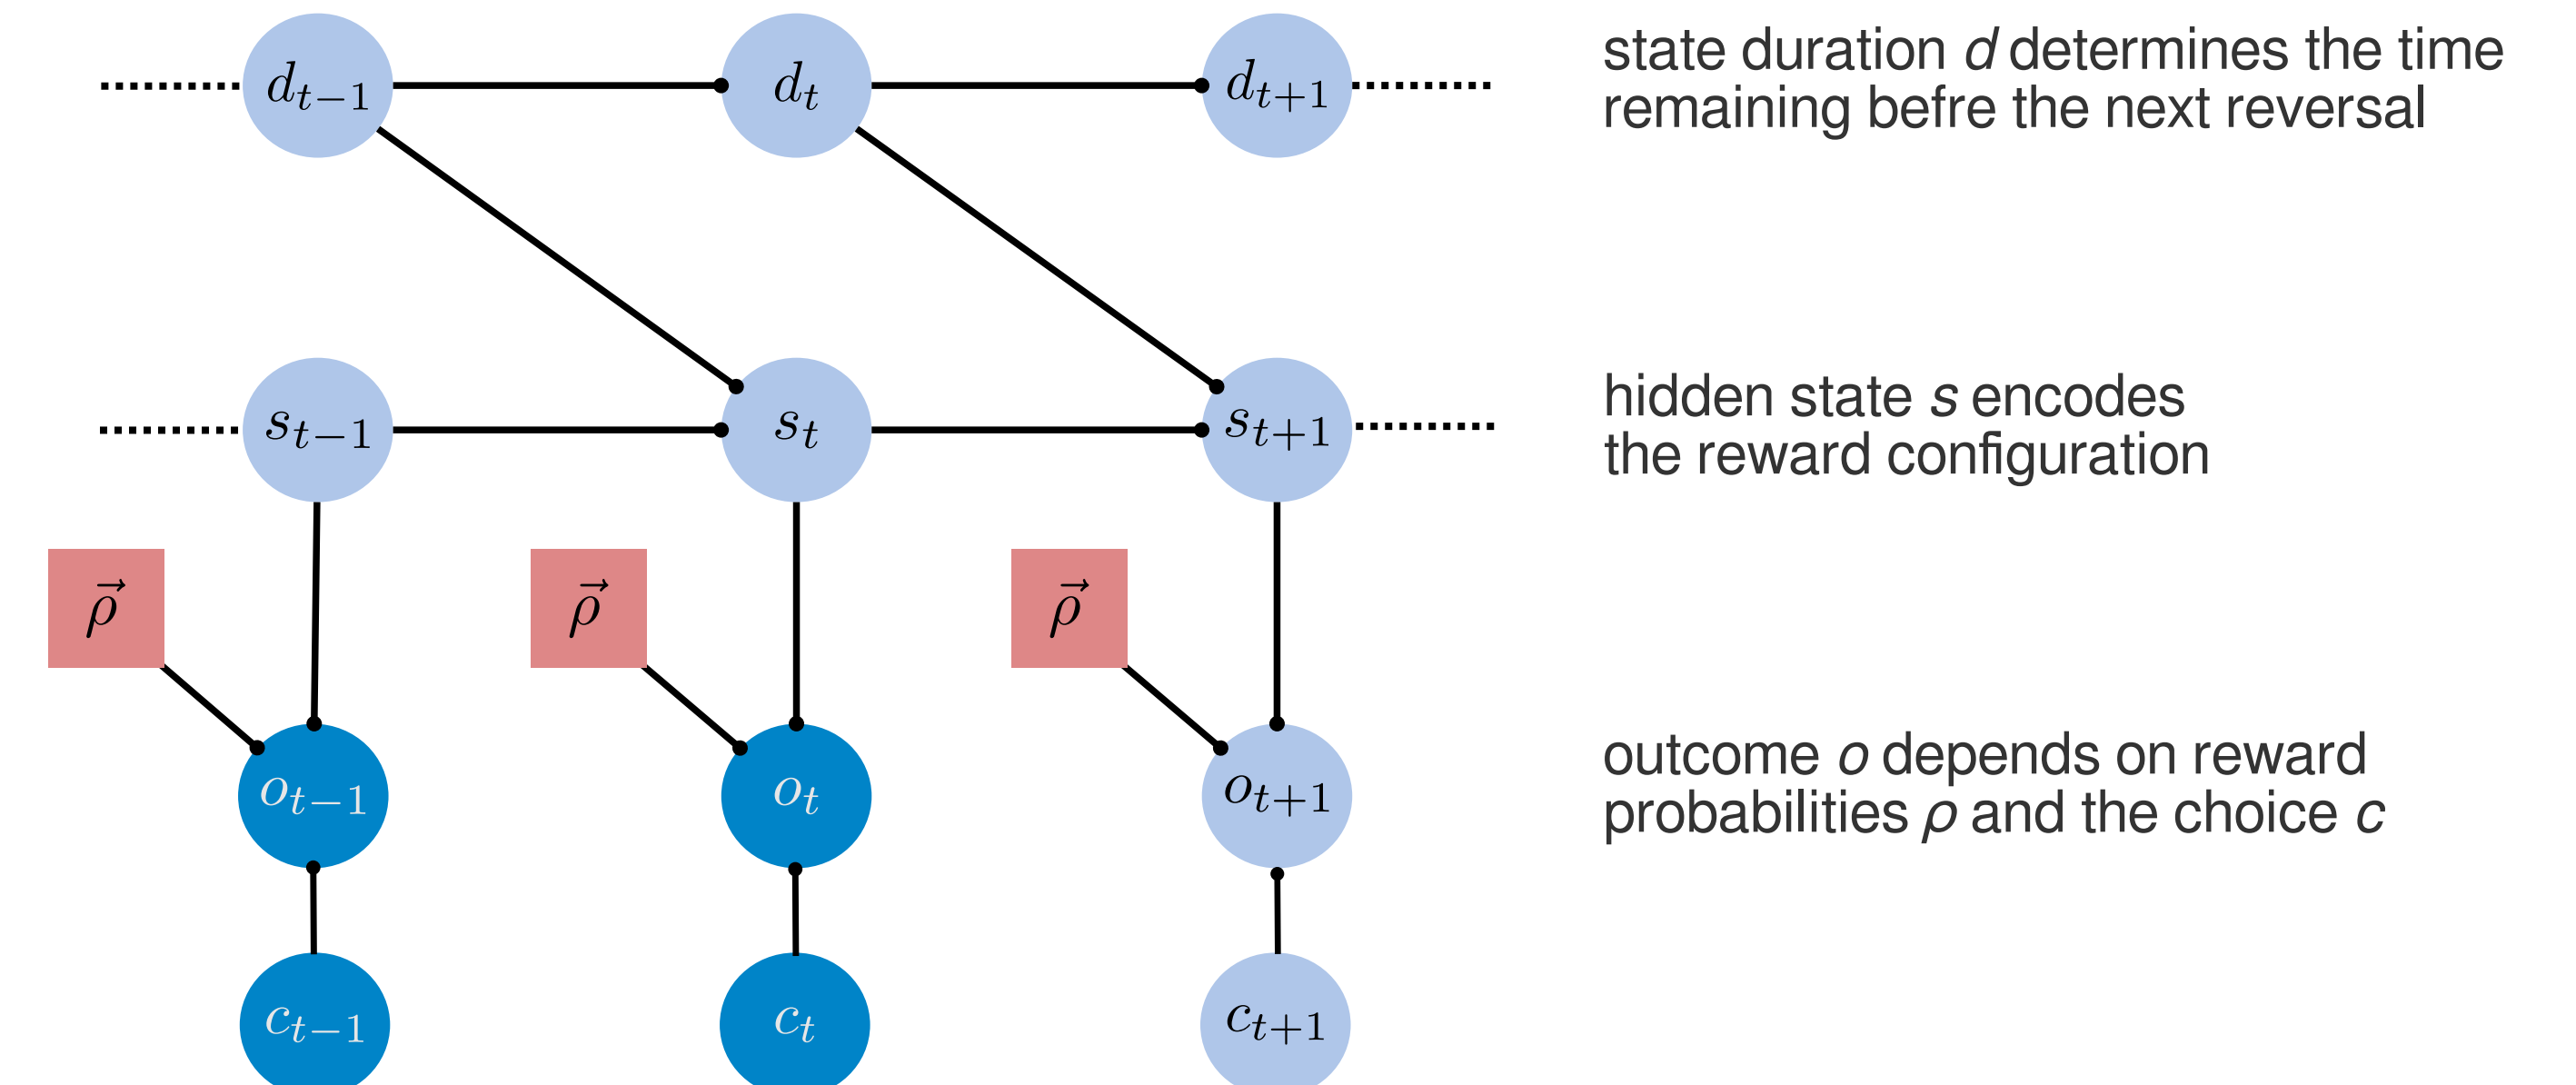 d_{t−1} d_t d_{t+1} state duration d determines the time
remaining befre the next reversal
s_{t−1} s_t s_{t+1} hidden state s encodes
the reward configuration
ρ⃗ ρ⃗ ρ⃗
o_{t−1} o_t o_{t+1} outcome o depends on reward
probabilities ρ and the choice c
c_{t−1} c_t c_{t+1}